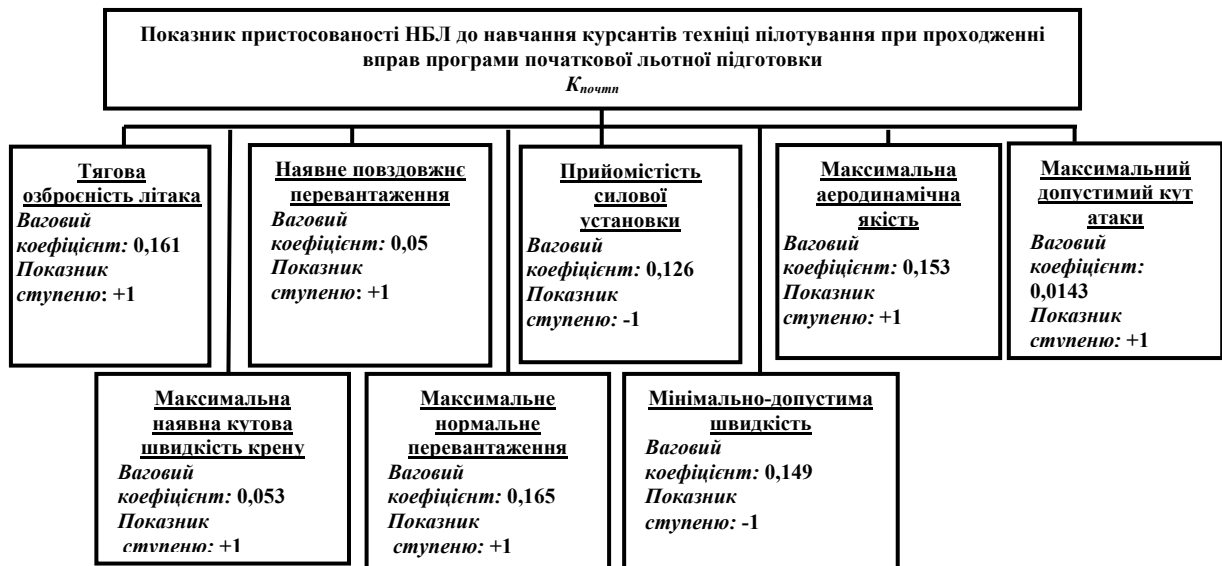 Показник пристосованості НБЛ до навчання курсантів техніці пілотування при проходженні
вправ програми початкової льотної підготовки
Кпочтп
Тягова
озброєність літака
Ваговий
коефіцієнт: 0,161
Показник
ступеню: +1
Наявне повздовжнє
перевантаження
Ваговий
коефіцієнт: 0,05
Показник
ступеню: +1
Прийомістість
силової
установки
Ваговий
коефіцієнт: 0,126
Показник
ступеню: -1
Максимальна
аеродинамічна
якість
Ваговий
коефіцієнт: 0,153
Показник
ступеню: +1
Максимальний
допустимий кут
атаки
Ваговий
коефіцієнт:
0,0143
Показник
ступеню: +1
Максимальна
наявна кутова
швидкість крену
Ваговий
коефіцієнт: 0,053
Показник
ступеню: +1
Максимальне
нормальне
перевантаження
Ваговий
коефіцієнт: 0,165
Показник
ступеню: +1
Мінімально-допустима
швидкість
Ваговий
коефіцієнт: 0,149
Показник
ступеню: -1